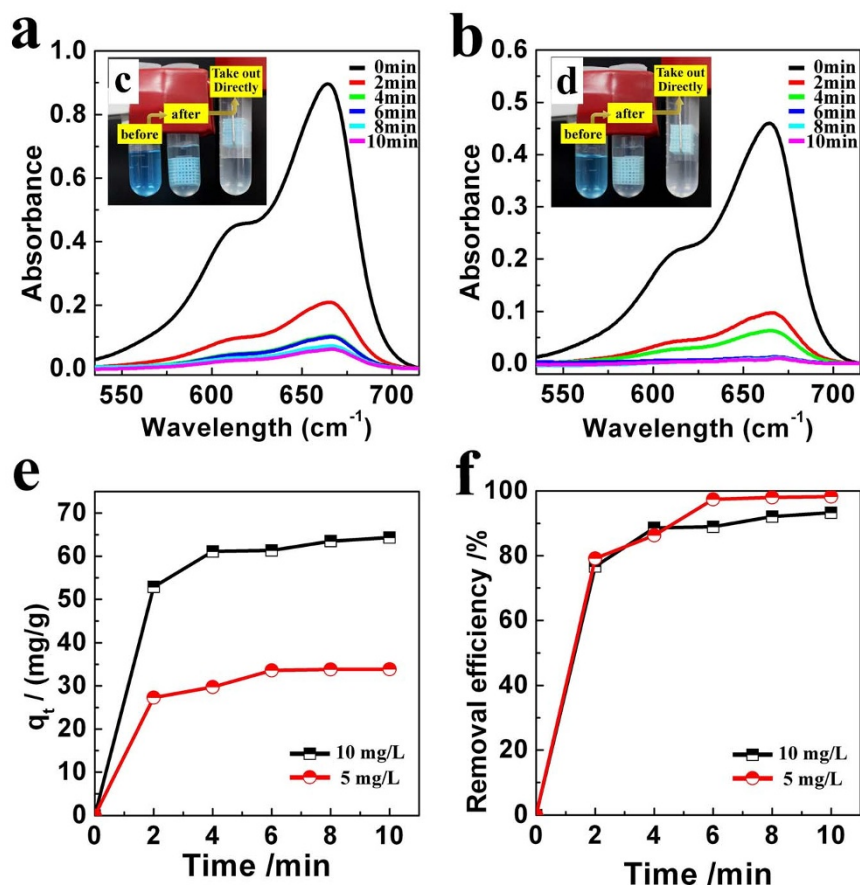 a
1.0
0.8
0.6
0.4
0.2
0.0
Absorbance
550
600
650
700
Wavelength (cm⁻¹)
c
Take out
Directly
after
before
0min
2min
4min
6min
8min
10min
b
0.6
0.5
0.4
0.3
0.2
0.1
0.0
Absorbance
550
600
650
700
Wavelength (cm⁻¹)
d
Take out
Directly
after
before
0min
2min
4min
6min
8min
10min
e
70
60
50
40
30
20
10
0
qt / (mg/g)
0
2
4
6
8
10
Time /min
10 mg/L
5 mg/L
f
100
80
60
40
20
0
Removal efficiency /%
0
2
4
6
8
10
Time /min
10 mg/L
5 mg/L